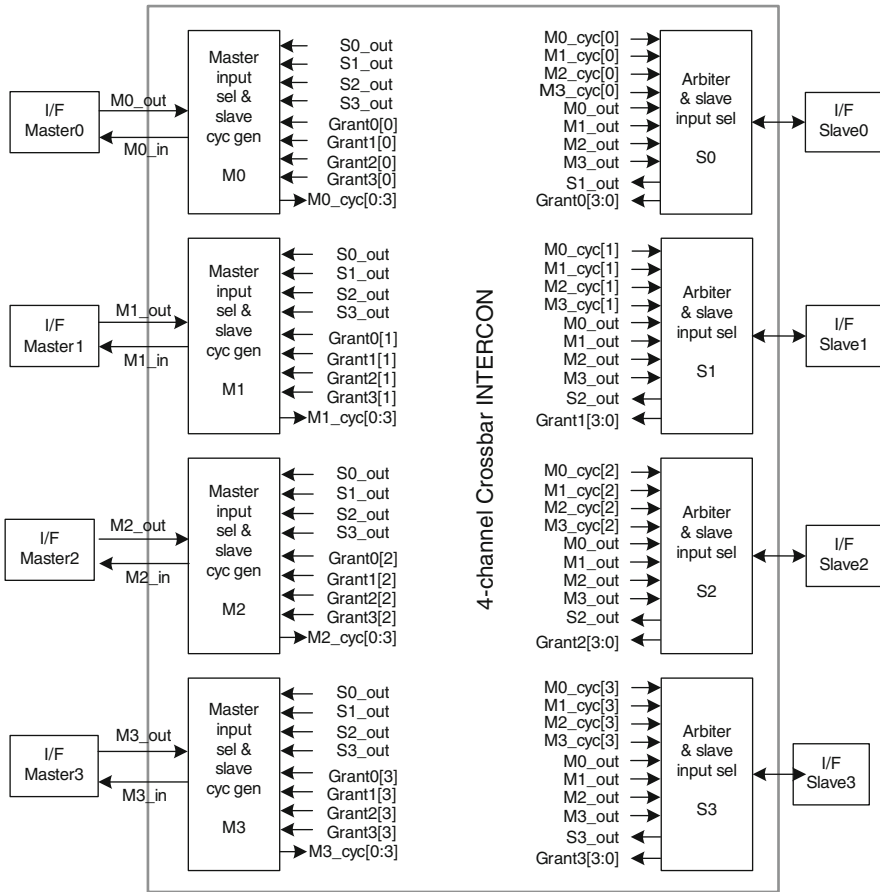 I/F
Master0
M0_out
M0_in
Master
input
sel &
slave
cyc gen
M0
S0_out
S1_out
S2_out
S3_out
Grant0[0]
Grant1[0]
Grant2[0]
Grant3[0]
M0_cyc[0:3]
M0_cyc[0]
M1_cyc[0]
M2_cyc[0]
M3_cyc[0]
M0_out
M1_out
M2_out
M3_out
S1_out
Grant0[3:0]
Arbiter
& slave
input sel
S0
I/F
Slave0
I/F
Master1
M1_out
M1_in
Master
input
sel &
slave
cyc gen
M1
S0_out
S1_out
S2_out
S3_out
Grant0[1]
Grant1[1]
Grant2[1]
Grant3[1]
M1_cyc[0:3]
4-channel Crossbar INTERCON
M0_cyc[1]
M1_cyc[1]
M2_cyc[1]
M3_cyc[1]
M0_out
M1_out
M2_out
M3_out
S2_out
Grant1[3:0]
Arbiter
& slave
input sel
S1
I/F
Slave1
I/F
Master2
M2_out
M2_in
Master
input
sel &
slave
cyc gen
M2
S0_out
S1_out
S2_out
S3_out
Grant0[2]
Grant1[2]
Grant2[2]
Grant3[2]
M2_cyc[0:3]
M0_cyc[2]
M1_cyc[2]
M2_cyc[2]
M3_cyc[2]
M0_out
M1_out
M2_out
M3_out
S2_out
Grant2[3:0]
Arbiter
& slave
input sel
S2
I/F
Slave2
I/F
Master3
M3_out
M3_in
Master
input
sel &
slave
cyc gen
M3
S0_out
S1_out
S2_out
S3_out
Grant0[3]
Grant1[3]
Grant2[3]
Grant3[3]
M3_cyc[0:3]
M0_cyc[3]
M1_cyc[3]
M2_cyc[3]
M3_cyc[3]
M0_out
M1_out
M2_out
M3_out
S3_out
Grant3[3:0]
Arbiter
& slave
input sel
S3
I/F
Slave3